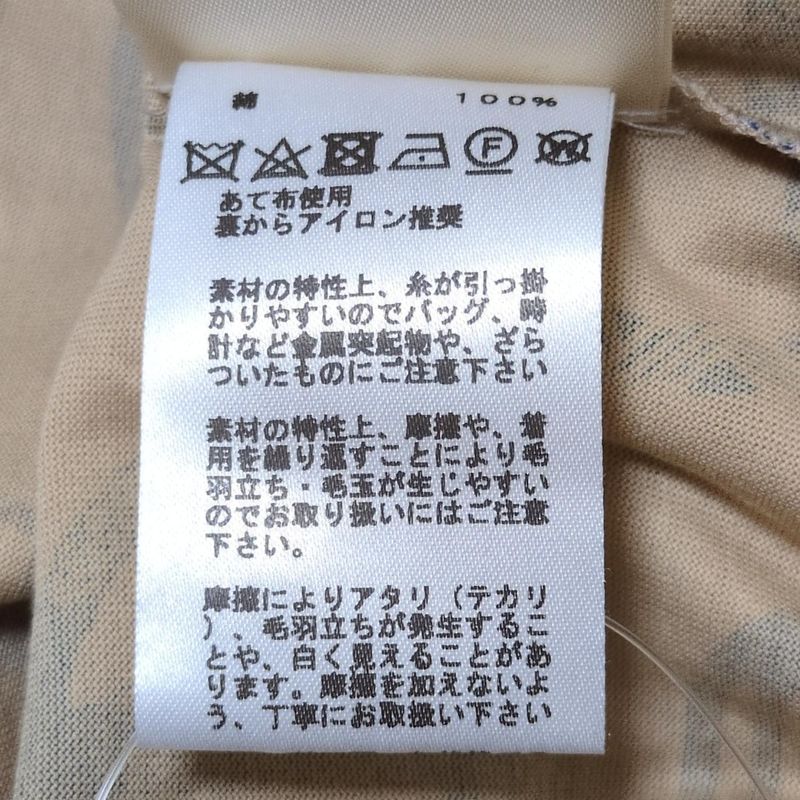 綿 100%
F W
あて布使用
裏からアイロン推奨
素材の特性上、糸が引っ掛
かりやすいのでバッグ、時
計など金属突起物や、ざら
ついたものにご注意下さい
素材の特性上、摩擦や、着
用を繰り返すことにより毛
羽立ち・毛玉が生じやすい
のでお取り扱いにはご注意
下さい。
摩擦によりアタリ（テカリ
）、毛羽立ちが発生するこ
とや、白く見えることがあ
ります。摩擦を加えないよ
う、丁寧にお取扱い下さい